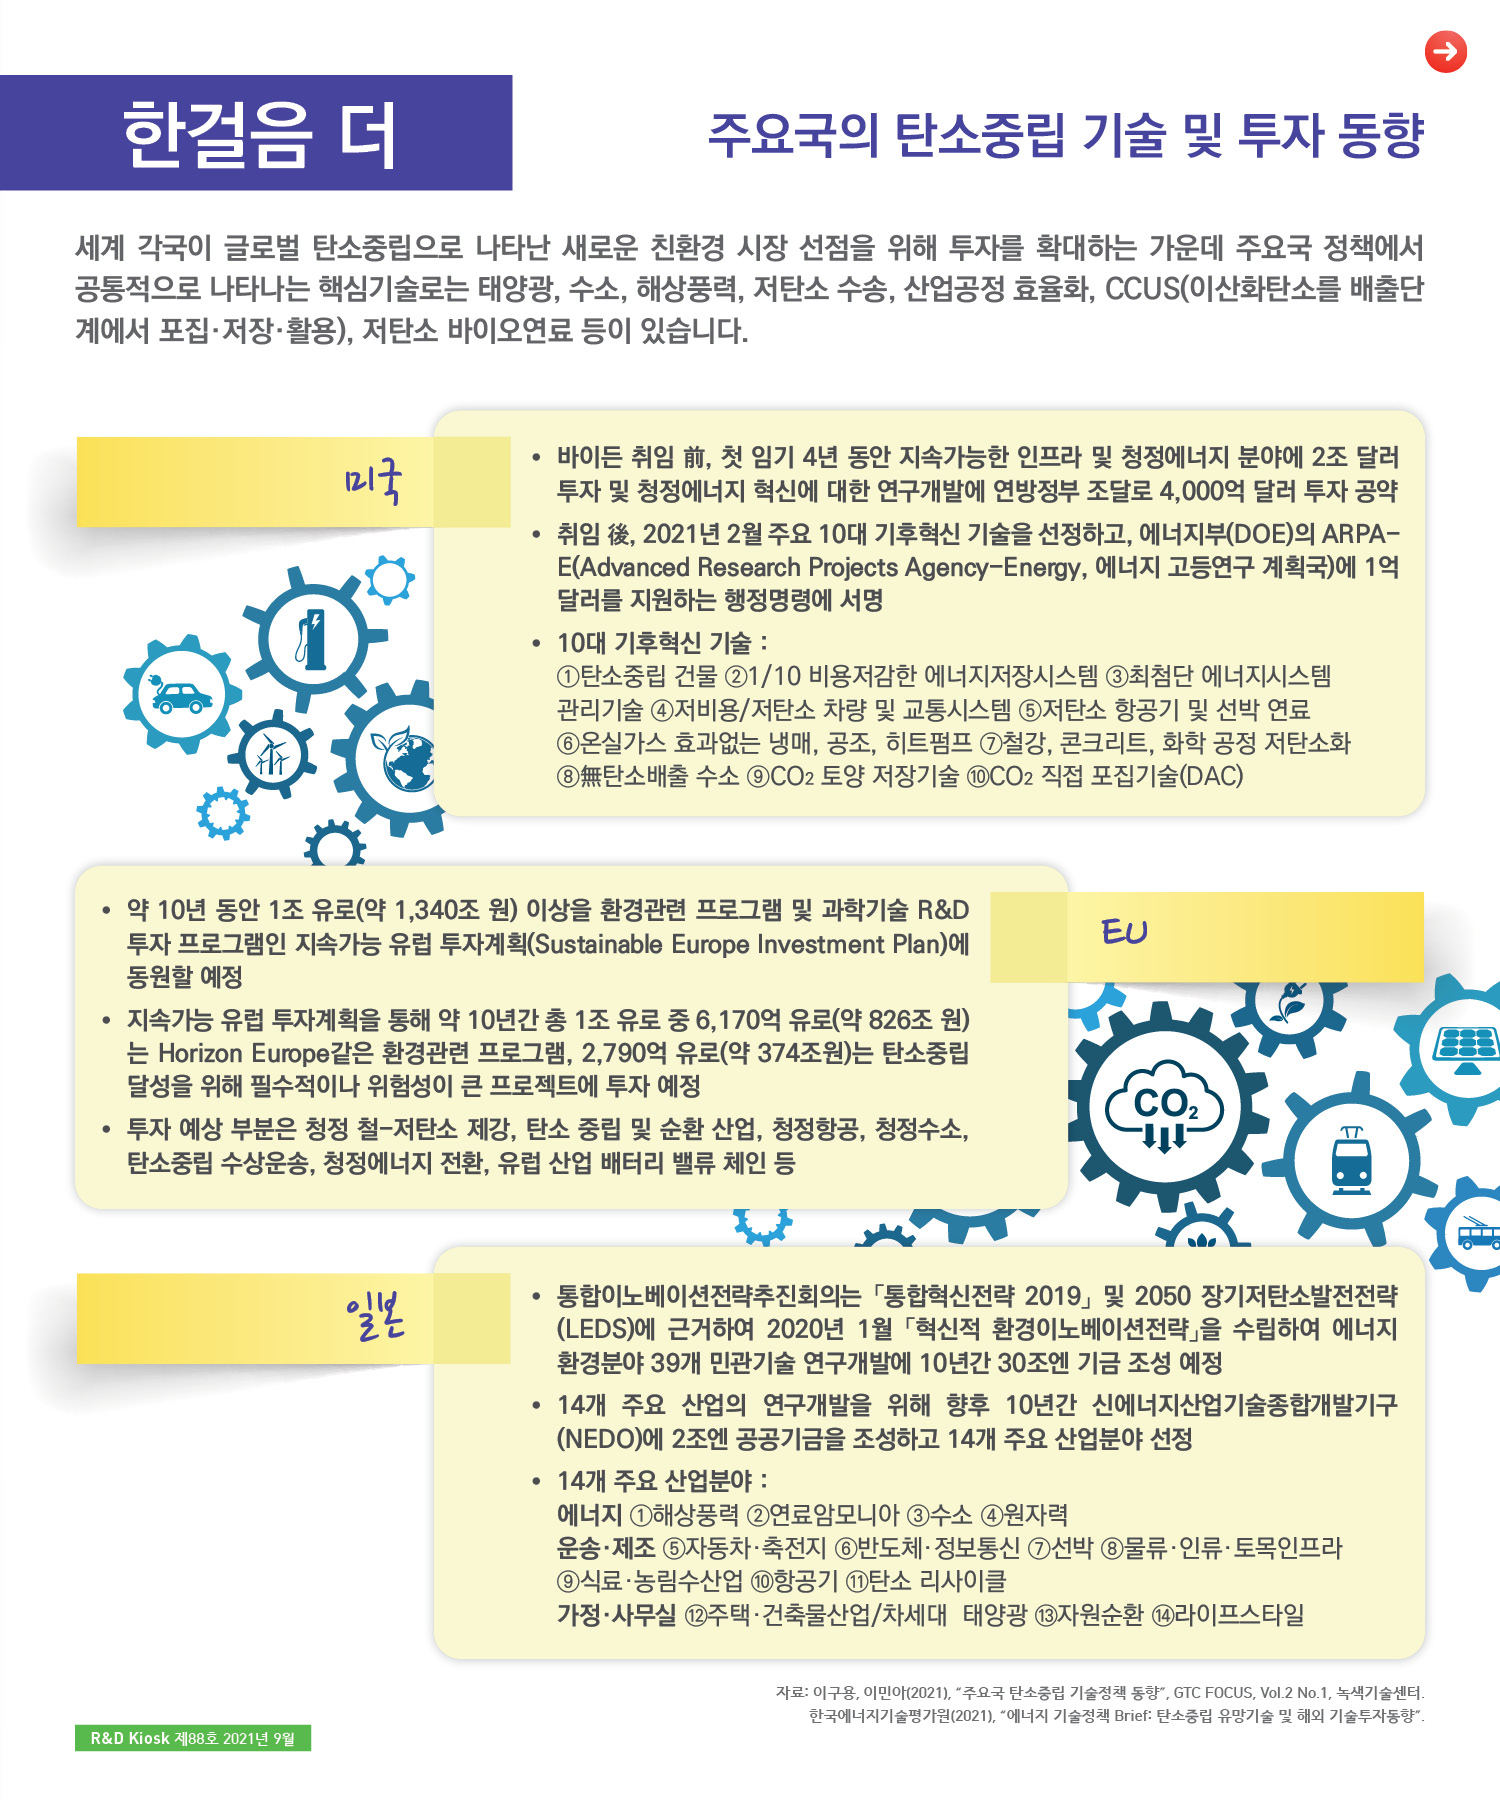 한걸음 더
주요국의 탄소중립 기술 및 투자 동향
세계 각국이 글로벌 탄소중립으로 나타난 새로운 친환경 시장 선점을 위해 투자를 확대하는 가운데 주요국 정책에서
공통적으로 나타나는 핵심기술로는 태양광, 수소, 해상풍력, 저탄소 수송, 산업공정 효율화, CCUS(이산화탄소를 배출단
계에서 포집·저장·활용), 저탄소 바이오연료 등이 있습니다.
미국
• 바이든 취임 前, 첫 임기 4년 동안 지속가능한 인프라 및 청정에너지 분야에 2조 달러
투자 및 청정에너지 혁신에 대한 연구개발에 연방정부 조달로 4,000억 달러 투자 공약
• 취임 後, 2021년 2월 주요 10대 기후혁신 기술을 선정하고, 에너지부(DOE)의 ARPA-
E(Advanced Research Projects Agency-Energy, 에너지 고등연구 계획국)에 1억
달러를 지원하는 행정명령에 서명
• 10대 기후혁신 기술 :
①탄소중립 건물 ②1/10 비용저감한 에너지저장시스템 ③최첨단 에너지시스템
관리기술 ④저비용/저탄소 차량 및 교통시스템 ⑤저탄소 항공기 및 선박 연료
⑥온실가스 효과없는 냉매, 공조, 히트펌프 ⑦철강, 콘크리트, 화학 공정 저탄소화
⑧無탄소배출 수소 ⑨CO2 토양 저장기술 ⑩CO2 직접 포집기술(DAC)
EU
• 약 10년 동안 1조 유로(약 1,340조 원) 이상을 환경관련 프로그램 및 과학기술 R&D
투자 프로그램인 지속가능 유럽 투자계획(Sustainable Europe Investment Plan)에
동원할 예정
• 지속가능 유럽 투자계획을 통해 약 10년간 총 1조 유로 중 6,170억 유로(약 826조 원)
는 Horizon Europe같은 환경관련 프로그램, 2,790억 유로(약 374조원)는 탄소중립
달성을 위해 필수적이나 위험성이 큰 프로젝트에 투자 예정
• 투자 예상 부분은 청정 철-저탄소 제강, 탄소 중립 및 순환 산업, 청정항공, 청정수소,
탄소중립 수상운송, 청정에너지 전환, 유럽 산업 배터리 밸류 체인 등
CO2
일본
• 통합이노베이션전략추진회의는 「통합혁신전략 2019」 및 2050 장기저탄소발전전략
(LEDS)에 근거하여 2020년 1월 「혁신적 환경이노베이션전략」을 수립하여 에너지
환경분야 39개 민관기술 연구개발에 10년간 30조엔 기금 조성 예정
• 14개 주요 산업의 연구개발을 위해 향후 10년간 신에너지산업기술종합개발기구
(NEDO)에 2조엔 공공기금을 조성하고 14개 주요 산업분야 선정
• 14개 주요 산업분야 :
에너지 ①해상풍력 ②연료암모니아 ③수소 ④원자력
운송·제조 ⑤자동차·축전지 ⑥반도체·정보통신 ⑦선박 ⑧물류·인류·토목인프라
⑨식료·농림수산업 ⑩항공기 ⑪탄소 리사이클
가정·사무실 ⑫주택·건축물산업/차세대 태양광 ⑬자원순환 ⑭라이프스타일
자료: 이구용, 이민아(2021), “주요국 탄소중립 기술정책 동향”, GTC FOCUS, Vol.2 No.1, 녹색기술센터.
한국에너지기술평가원(2021), “에너지 기술정책 Brief: 탄소중립 유망기술 및 해외 기술투자동향”.
R&D Kiosk 제88호 2021년 9월